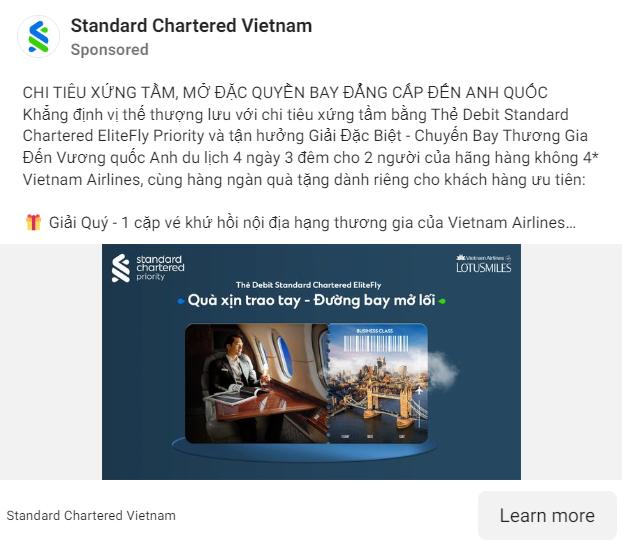 Standard Chartered Vietnam
Sponsored
CHI TIÊU XỨNG TẦM, MỞ ĐẶC QUYỀN BAY ĐẲNG CẤP ĐẾN ANH QUỐC
Khẳng định vị thế thượng lưu với chi tiêu xứng tầm bằng Thẻ Debit Standard
Chartered EliteFly Priority và tận hưởng Giải Đặc Biệt - Chuyến Bay Thương Gia
Đến Vương quốc Anh du lịch 4 ngày 3 đêm cho 2 người của hãng hàng không 4*
Vietnam Airlines, cùng hàng ngàn quà tặng dành riêng cho khách hàng ưu tiên:
🎁 Giải Quý - 1 cặp vé khứ hồi nội địa hạng thương gia của Vietnam Airlines…
standard
chartered
priority
Vietnam Airlines
LOTUSMILES
Thẻ Debit Standard Chartered EliteFly
Quà xịn trao tay - Đường bay mở lối
BUSINESS CLASS
Standard Chartered Vietnam
Learn more